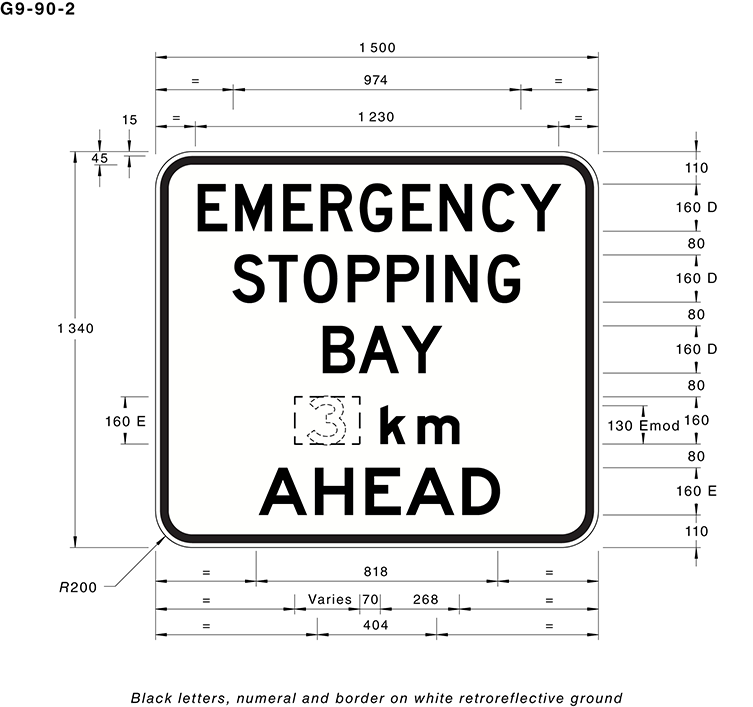 G9-90-2
1 500
= 974 =
15 = 1 230 =
45
110
EMERGENCY 160 D
80
STOPPING 160 D
80
1 340
BAY 160 D
80
160 E 3 km 130 Emod 160
80
AHEAD 160 E
110
R200
= 818 =
= Varies 70 268 =
= 404 =
Black letters, numeral and border on white retroreflective ground